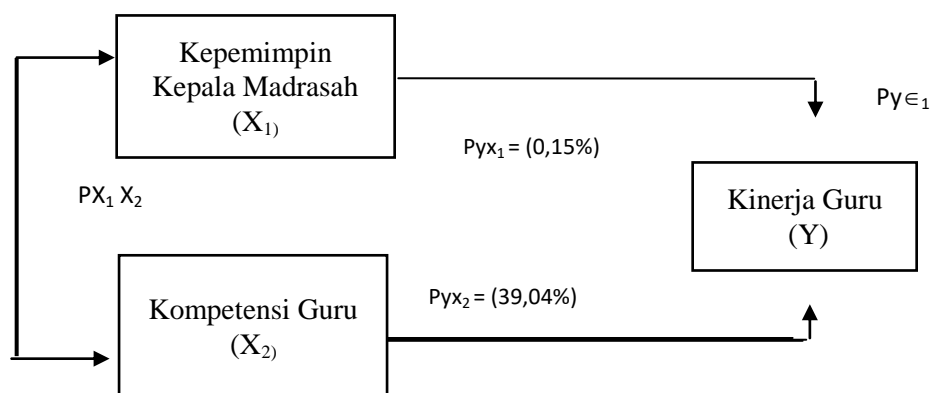 Kepemimpin
Kepala Madrasah
(X₁)
Py∈₁
Pyx₁ = (0,15%)
PX₁ X₂
Kinerja Guru
(Y)
Pyx₂ = (39,04%)
Kompetensi Guru
(X₂)